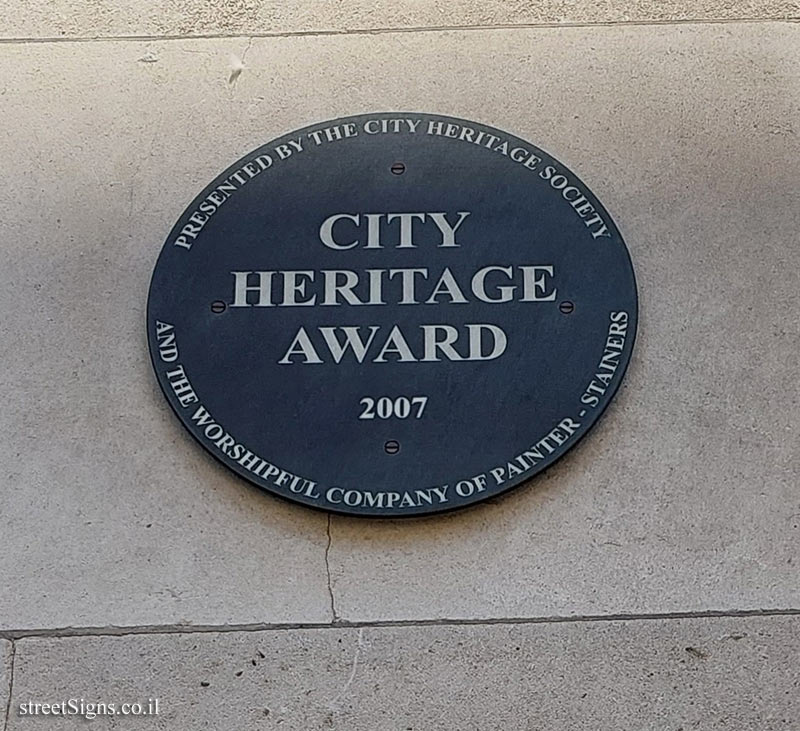 PRESENTED BY THE CITY HERITAGE SOCIETY
CITY
HERITAGE
AWARD
2007
AND THE WORSHIPFUL COMPANY OF PAINTER - STAINERS
streetSigns.co.il